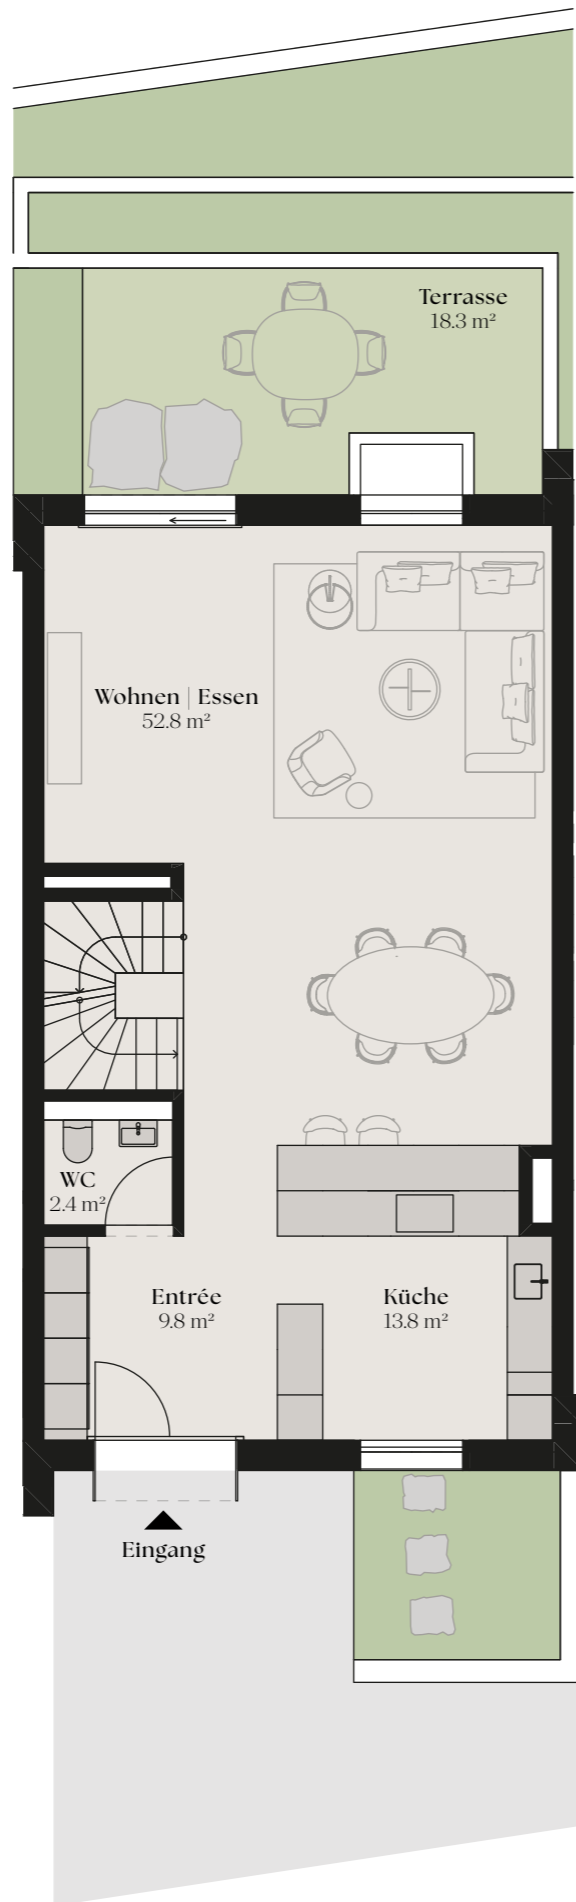 Terrasse
18.3 m²
Wohnen | Essen
52.8 m²
WC
2.4 m²
Entrée
9.8 m²
Küche
13.8 m²
Eingang